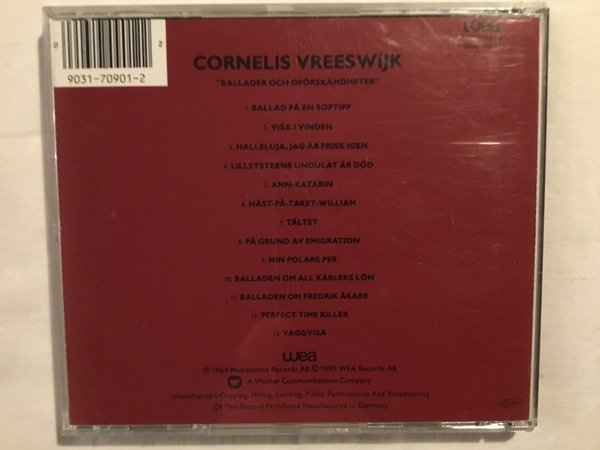 0
2
9031-70901-2
wea
CORNELIS VREESWIJK
"BALLADER OCH OFÖRSKÄMDHETER"
1. BALLAD PÅ EN SOPTIPP
2. VISA I VINDEN
3. HALLELUJA, JAG ÄR FRISK IGEN
4. LILLSYSTERNS UNDULAT ÄR DÖD
5. ANN-KATARIN
6. HÄST-PÅ-TAKET-WILLIAM
7. TÄLTET
8. PÅ GRUND AV EMIGRATION
9. MIN POLARE PER
10. BALLADEN OM ALL KÄRLEKS LÖN
11. BALLADEN OM FREDRIK ÅKARE
12. PERFECT TIME KILLER
13. VAGGVISA
wea
℗ 1964 Metronome Records AB © 1990 WEA Records AB
A Warner Communications Company
Unauthorized Copying, Hiring, Lending, Public Performance And Broadcasting
Of This Record Prohibited Manufactured in Germany